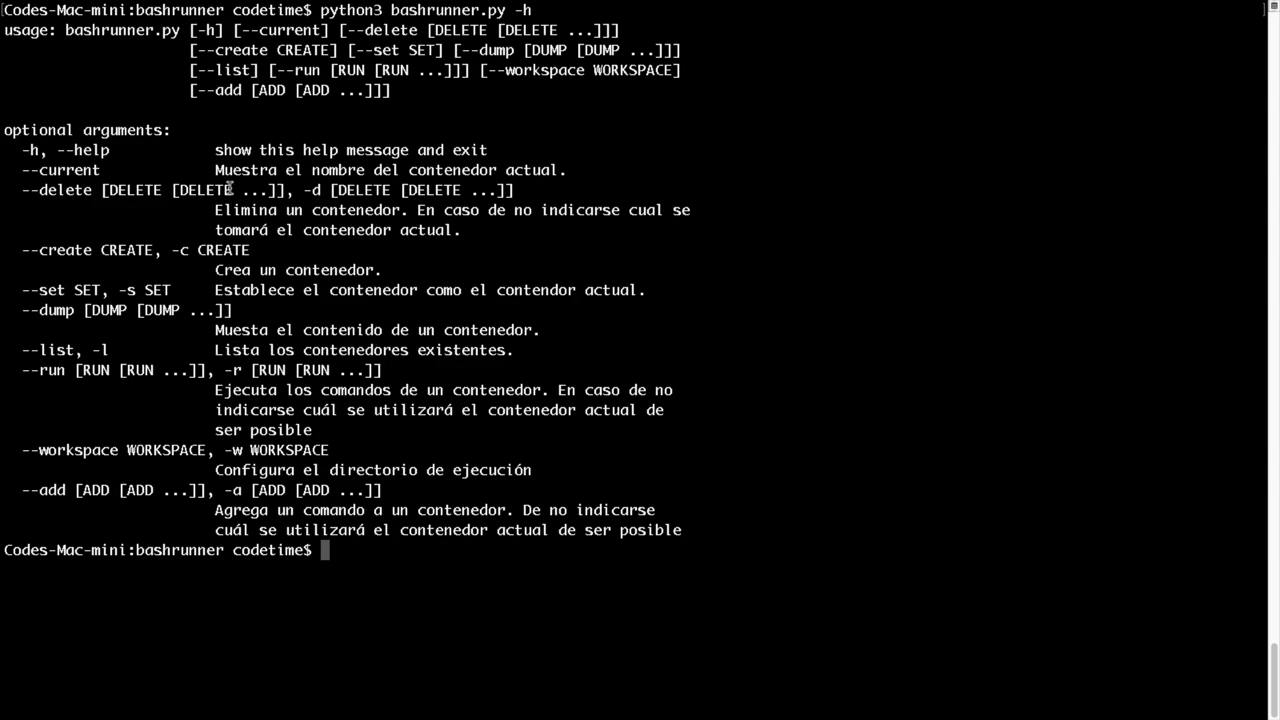 Codes-Mac-mini:bashrunner codetime$ python3 bashrunner.py -h
usage: bashrunner.py [-h] [--current] [--delete [DELETE [DELETE ...]]]
[--create CREATE] [--set SET] [--dump [DUMP [DUMP ...]]]
[--list] [--run [RUN [RUN ...]]] [--workspace WORKSPACE]
[--add [ADD [ADD ...]]]
optional arguments:
-h, --help show this help message and exit
--current Muestra el nombre del contenedor actual.
--delete [DELETE [DELETE ...]], -d [DELETE [DELETE ...]]
Elimina un contenedor. En caso de no indicarse cual se
tomará el contenedor actual.
--create CREATE, -c CREATE
Crea un contenedor.
--set SET, -s SET Establece el contenedor como el contendor actual.
--dump [DUMP [DUMP ...]]
Muesta el contenido de un contenedor.
--list, -l Lista los contenedores existentes.
--run [RUN [RUN ...]], -r [RUN [RUN ...]]
Ejecuta los comandos de un contenedor. En caso de no
indicarse cuál se utilizará el contenedor actual de
ser posible
--workspace WORKSPACE, -w WORKSPACE
Configura el directorio de ejecución
--add [ADD [ADD ...]], -a [ADD [ADD ...]]
Agrega un comando a un contenedor. De no indicarse
cuál se utilizará el contenedor actual de ser posible
Codes-Mac-mini:bashrunner codetime$